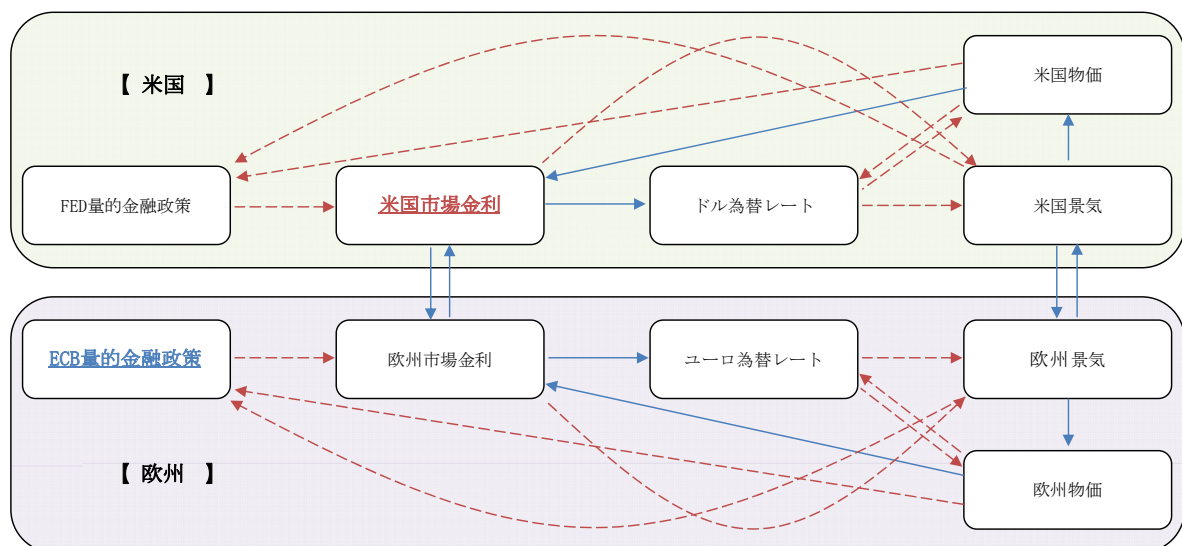 【 米国 】
米国物価
FED量的金融政策
米国市場金利
ドル為替レート
米国景気
ECB量的金融政策
欧州市場金利
ユーロ為替レート
欧州景気
【 欧州 】
欧州物価